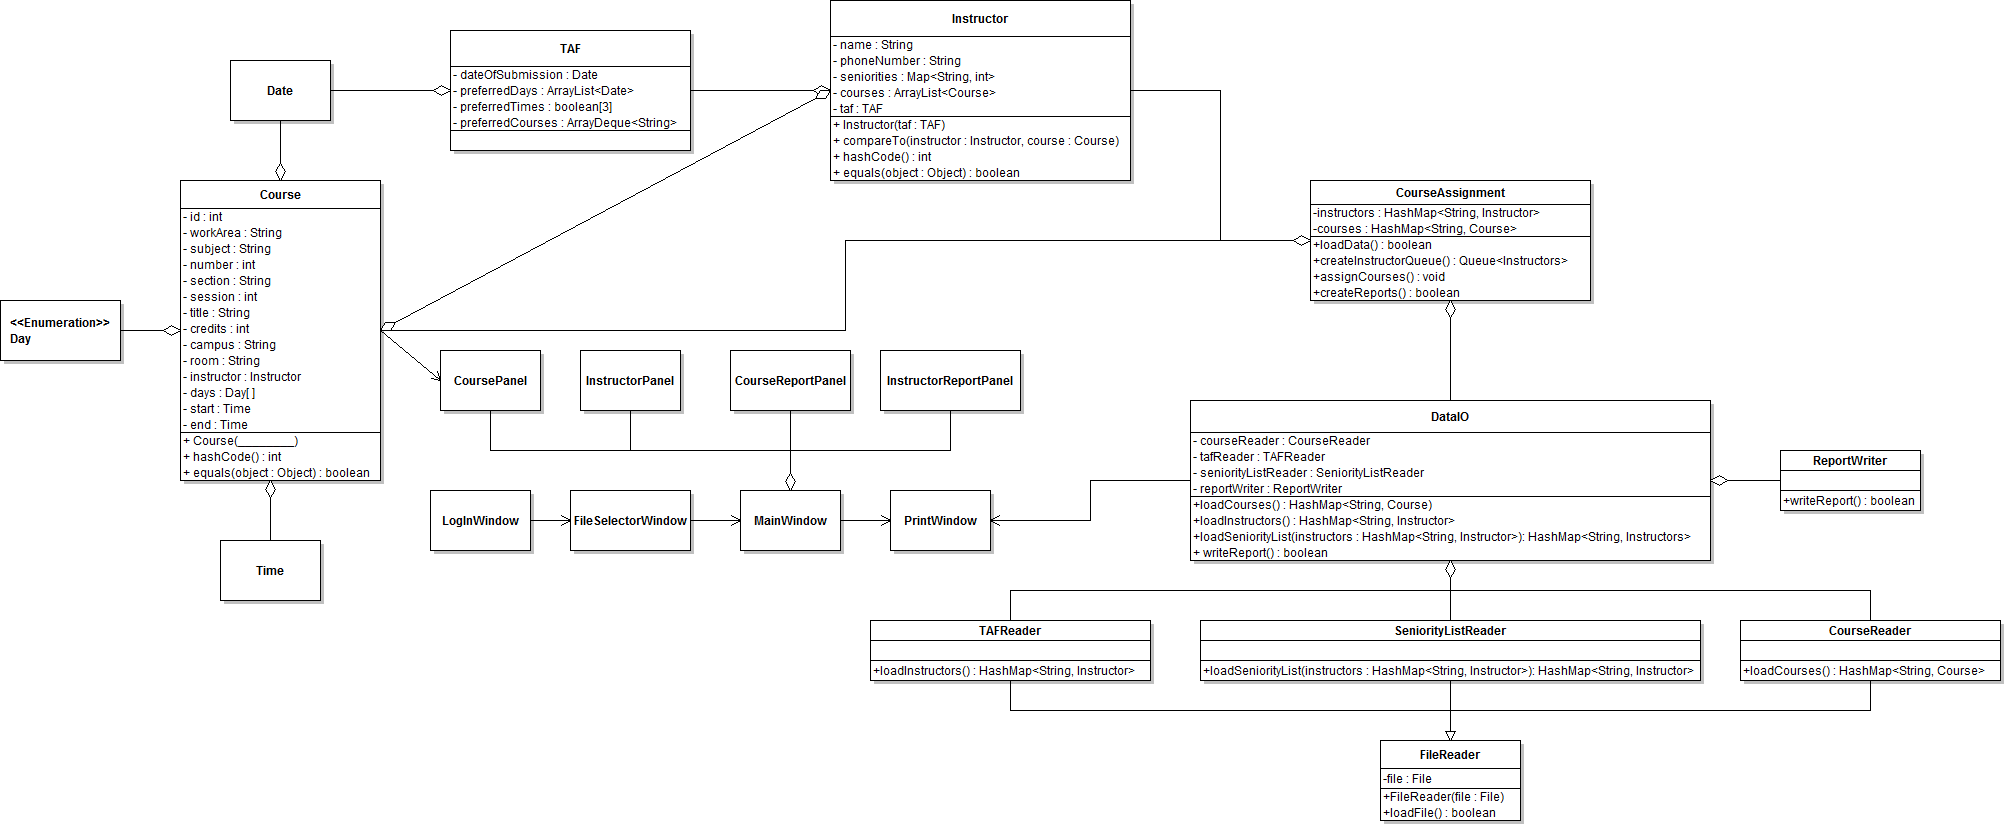 Instructor
- name : String
- phoneNumber : String
- seniorities : Map<String, int>
- courses : ArrayList<Course>
- taf : TAF
+ Instructor(taf : TAF)
+ compareTo(instructor : Instructor, course : Course)
+ hashCode() : int
+ equals(object : Object) : boolean
TAF
- dateOfSubmission : Date
- preferredDays : ArrayList<Date>
- preferredTimes : boolean[3]
- preferredCourses : ArrayDeque<String>
Date
Course
- id : int
- workArea : String
- subject : String
- number : int
- section : String
- session : int
- title : String
- credits : int
- campus : String
- room : String
- instructor : Instructor
- days : Day[ ]
- start : Time
- end : Time
+ Course(_________)
+ hashCode() : int
+ equals(object : Object) : boolean
CourseAssignment
-instructors : HashMap<String, Instructor>
-courses : HashMap<String, Course>
+loadData() : boolean
+createInstructorQueue() : Queue<Instructors>
+assignCourses() : void
+createReports() : boolean
<<Enumeration>>
Day
CoursePanel
InstructorPanel
CourseReportPanel
InstructorReportPanel
DataIO
- courseReader : CourseReader
- tafReader : TAFReader
- seniorityListReader : SeniorityListReader
- reportWriter : ReportWriter
+loadCourses() : HashMap<String, Course)
+loadInstructors() : HashMap<String, Instructor>
+loadSeniorityList(instructors : HashMap<String, Instructor>): HashMap<String, Instructors>
+ writeReport() : boolean
ReportWriter
+writeReport() : boolean
LogInWindow
FileSelectorWindow
MainWindow
PrintWindow
Time
TAFReader
+loadInstructors() : HashMap<String, Instructor>
SeniorityListReader
+loadSeniorityList(instructors : HashMap<String, Instructor>): HashMap<String, Instructor>
CourseReader
+loadCourses() : HashMap<String, Course>
FileReader
-file : File
+FileReader(file : File)
+loadFile() : boolean